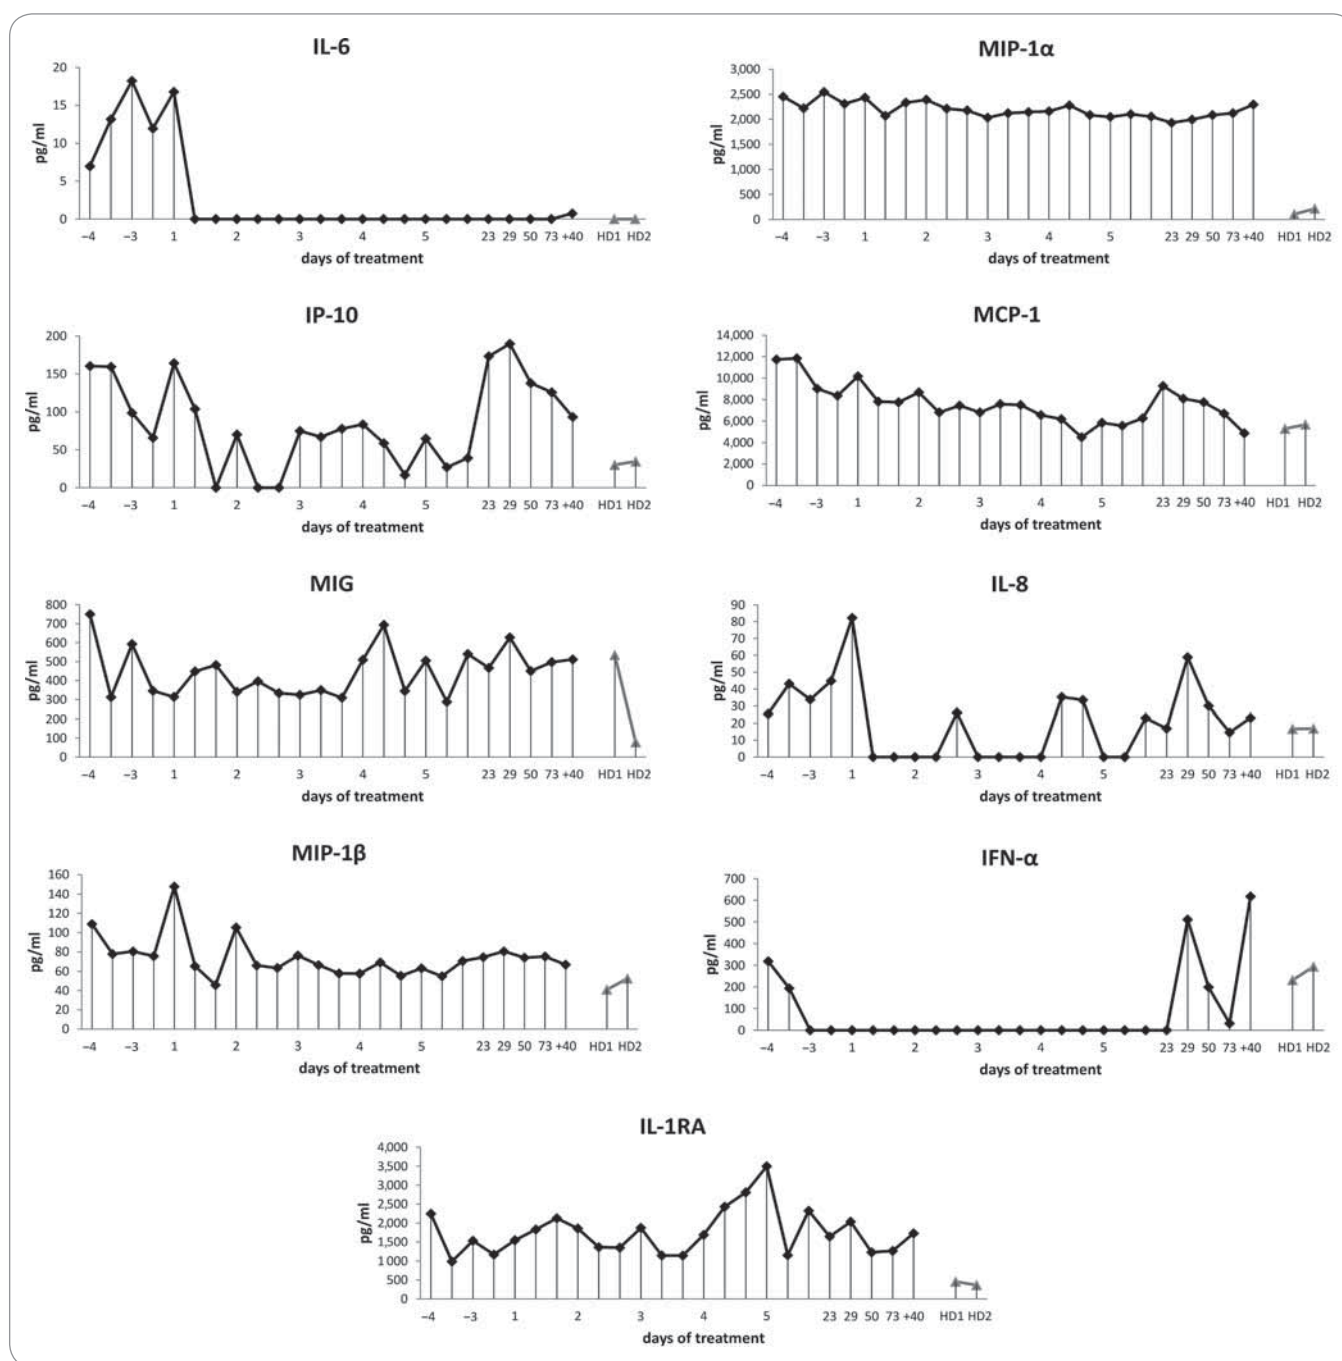 IL-6
20
15
10
5
0
pg/ml
−4 −3 1 2 3 4 5 23 29 50 73 +40 HD1 HD2
days of treatment
MIP-1α
3,000
2,500
2,000
1,500
1,000
500
0
pg/ml
−4 −3 1 2 3 4 5 23 29 50 73 +40 HD1 HD2
days of treatment
IP-10
200
150
100
50
0
pg/ml
−4 −3 1 2 3 4 5 23 29 50 73 +40 HD1 HD2
days of treatment
MCP-1
14,000
12,000
10,000
8,000
6,000
4,000
2,000
0
pg/ml
−4 −3 1 2 3 4 5 23 29 50 73 +40 HD1 HD2
days of treatment
MIG
800
700
600
500
400
300
200
100
0
pg/ml
−4 −3 1 2 3 4 5 23 29 50 73 +40 HD1 HD2
days of treatment
IL-8
90
80
70
60
50
40
30
20
10
0
pg/ml
−4 −3 1 2 3 4 5 23 29 50 73 +40 HD1 HD2
days of treatment
MIP-1β
160
140
120
100
80
60
40
20
0
pg/ml
−4 −3 1 2 3 4 5 23 29 50 73 +40 HD1 HD2
days of treatment
IFN-α
700
600
500
400
300
200
100
0
pg/ml
−4 −3 1 2 3 4 5 23 29 50 73 +40 HD1 HD2
days of treatment
IL-1RA
4,000
3,500
3,000
2,500
2,000
1,500
1 000
500
0
pg/ml
−4 −3 1 2 3 4 5 23 29 50 73 +40 HD1 HD2
days of treatment